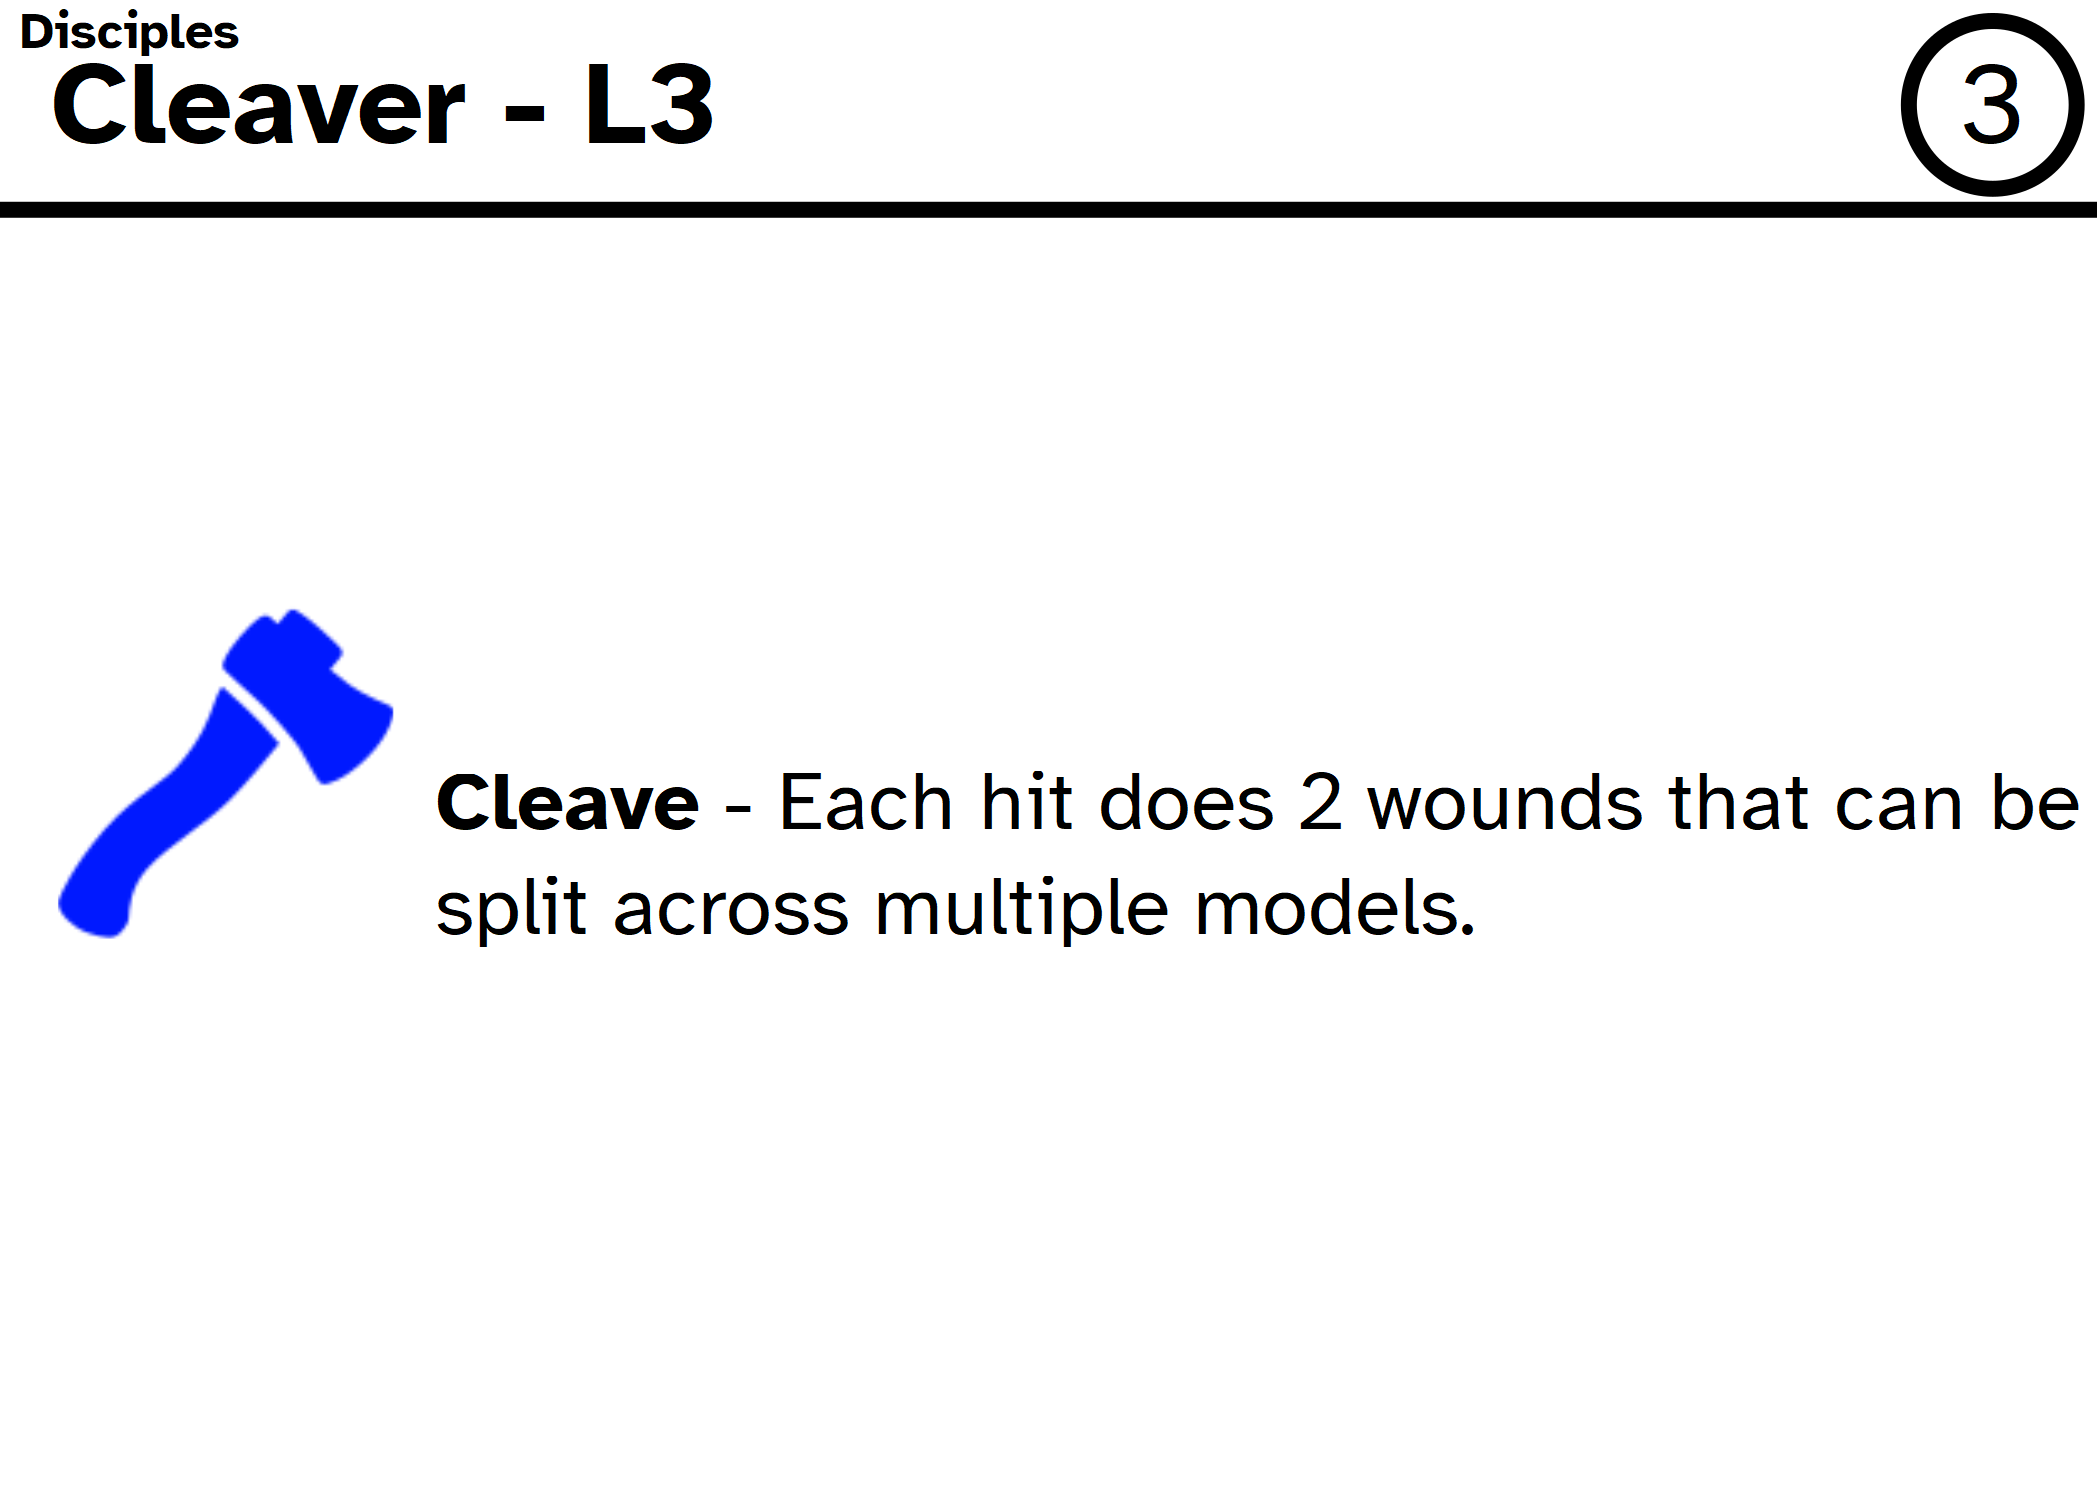 Disciples
Cleaver - L3
3
Cleave - Each hit does 2 wounds that can be
split across multiple models.